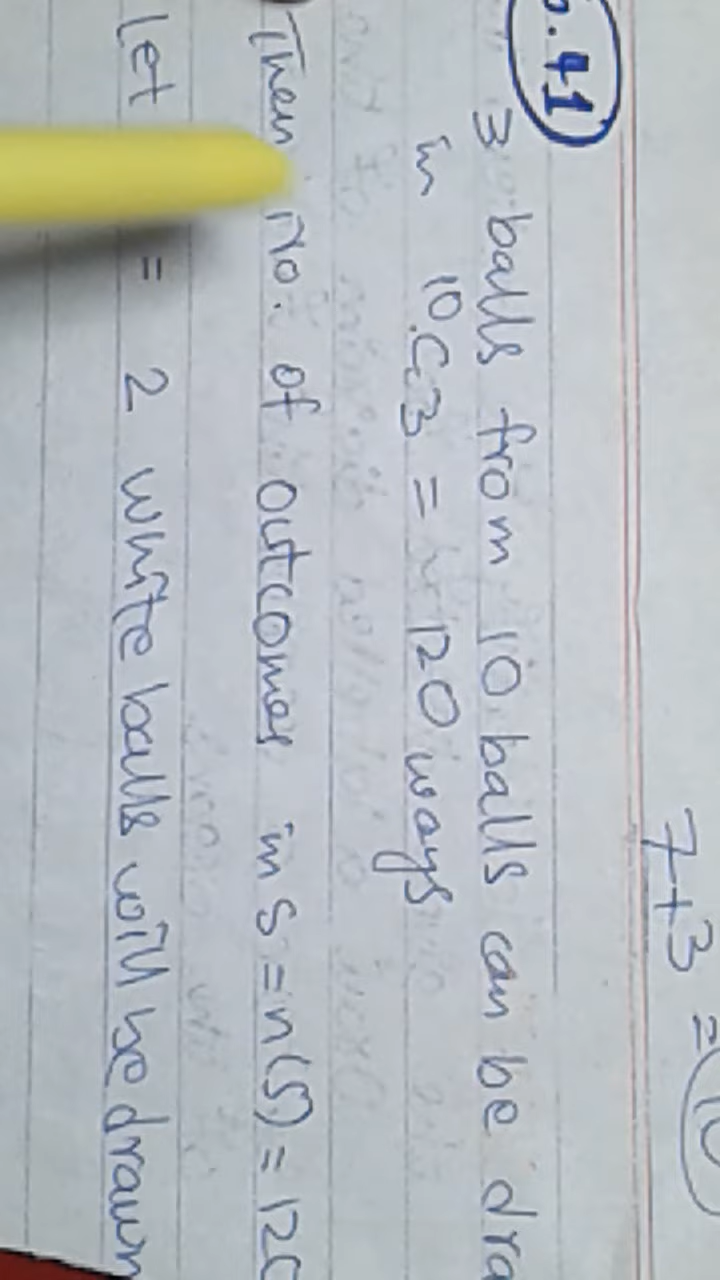 7+3 = 10
0.41
3 balls from 10 balls can be dra
in 10C3 = 120 ways
Then no. of outcomes in S = n(S) = 120
let = 2 white balls will be drawn